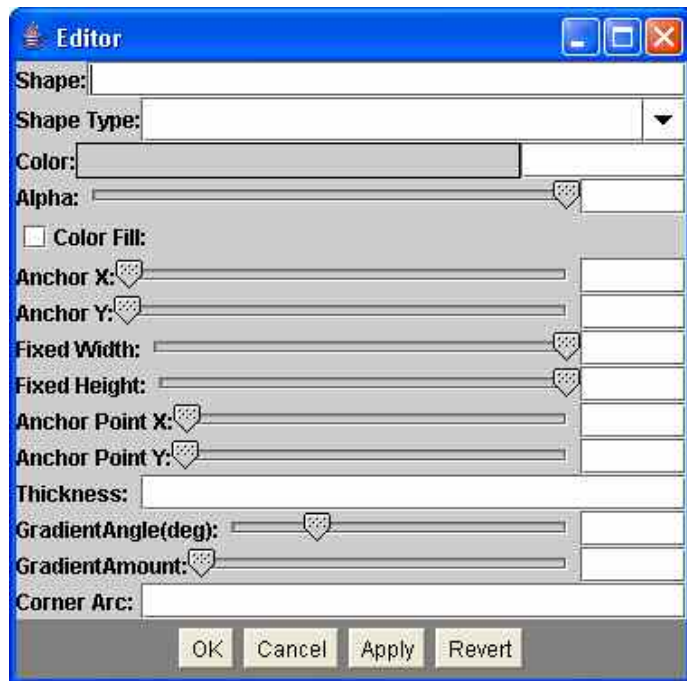 Editor
Shape:
Shape Type:
Color:
Alpha:
Color Fill:
Anchor X:
Anchor Y:
Fixed Width:
Fixed Height:
Anchor Point X:
Anchor Point Y:
Thickness:
GradientAngle(deg):
GradientAmount:
Corner Arc:
OK Cancel Apply Revert